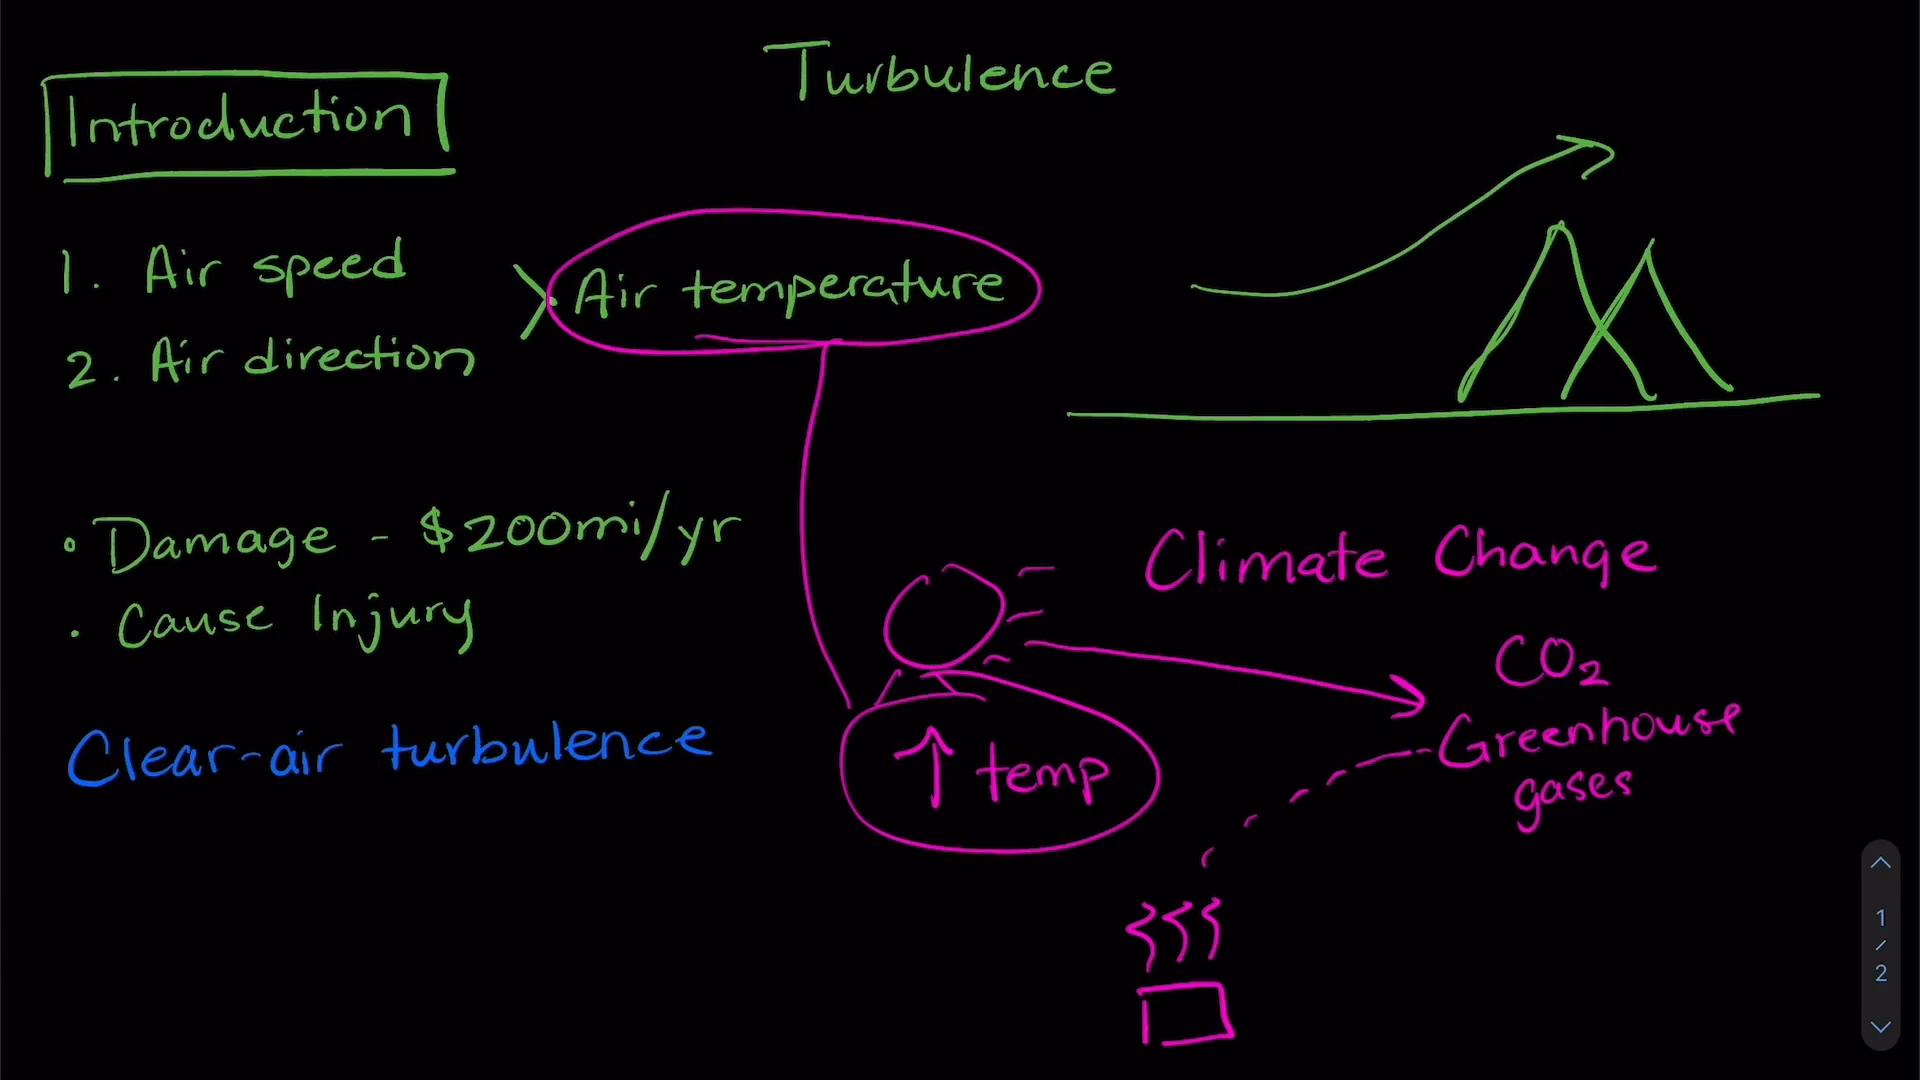 Turbulence
Introduction
1. Air speed
2. Air direction
Air temperature
• Damage - $200mi/yr
• Cause Injury
Clear-air turbulence
Climate Change
CO₂
Greenhouse
gases
↑ temp
1
/
2